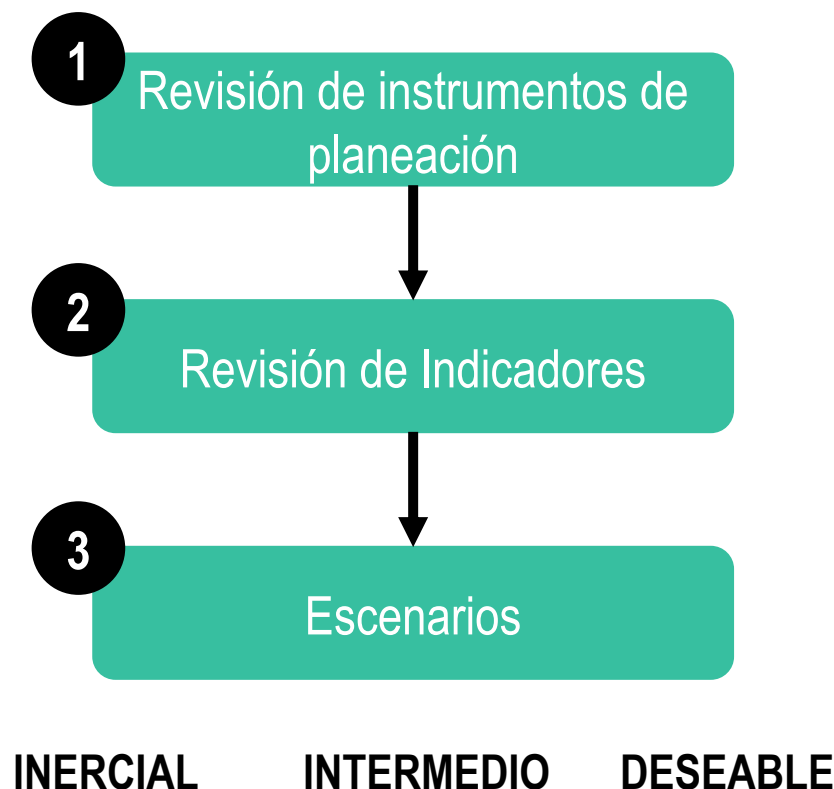 1
Revisión de instrumentos de
planeación
2
Revisión de Indicadores
3
Escenarios
INERCIAL INTERMEDIO DESEABLE